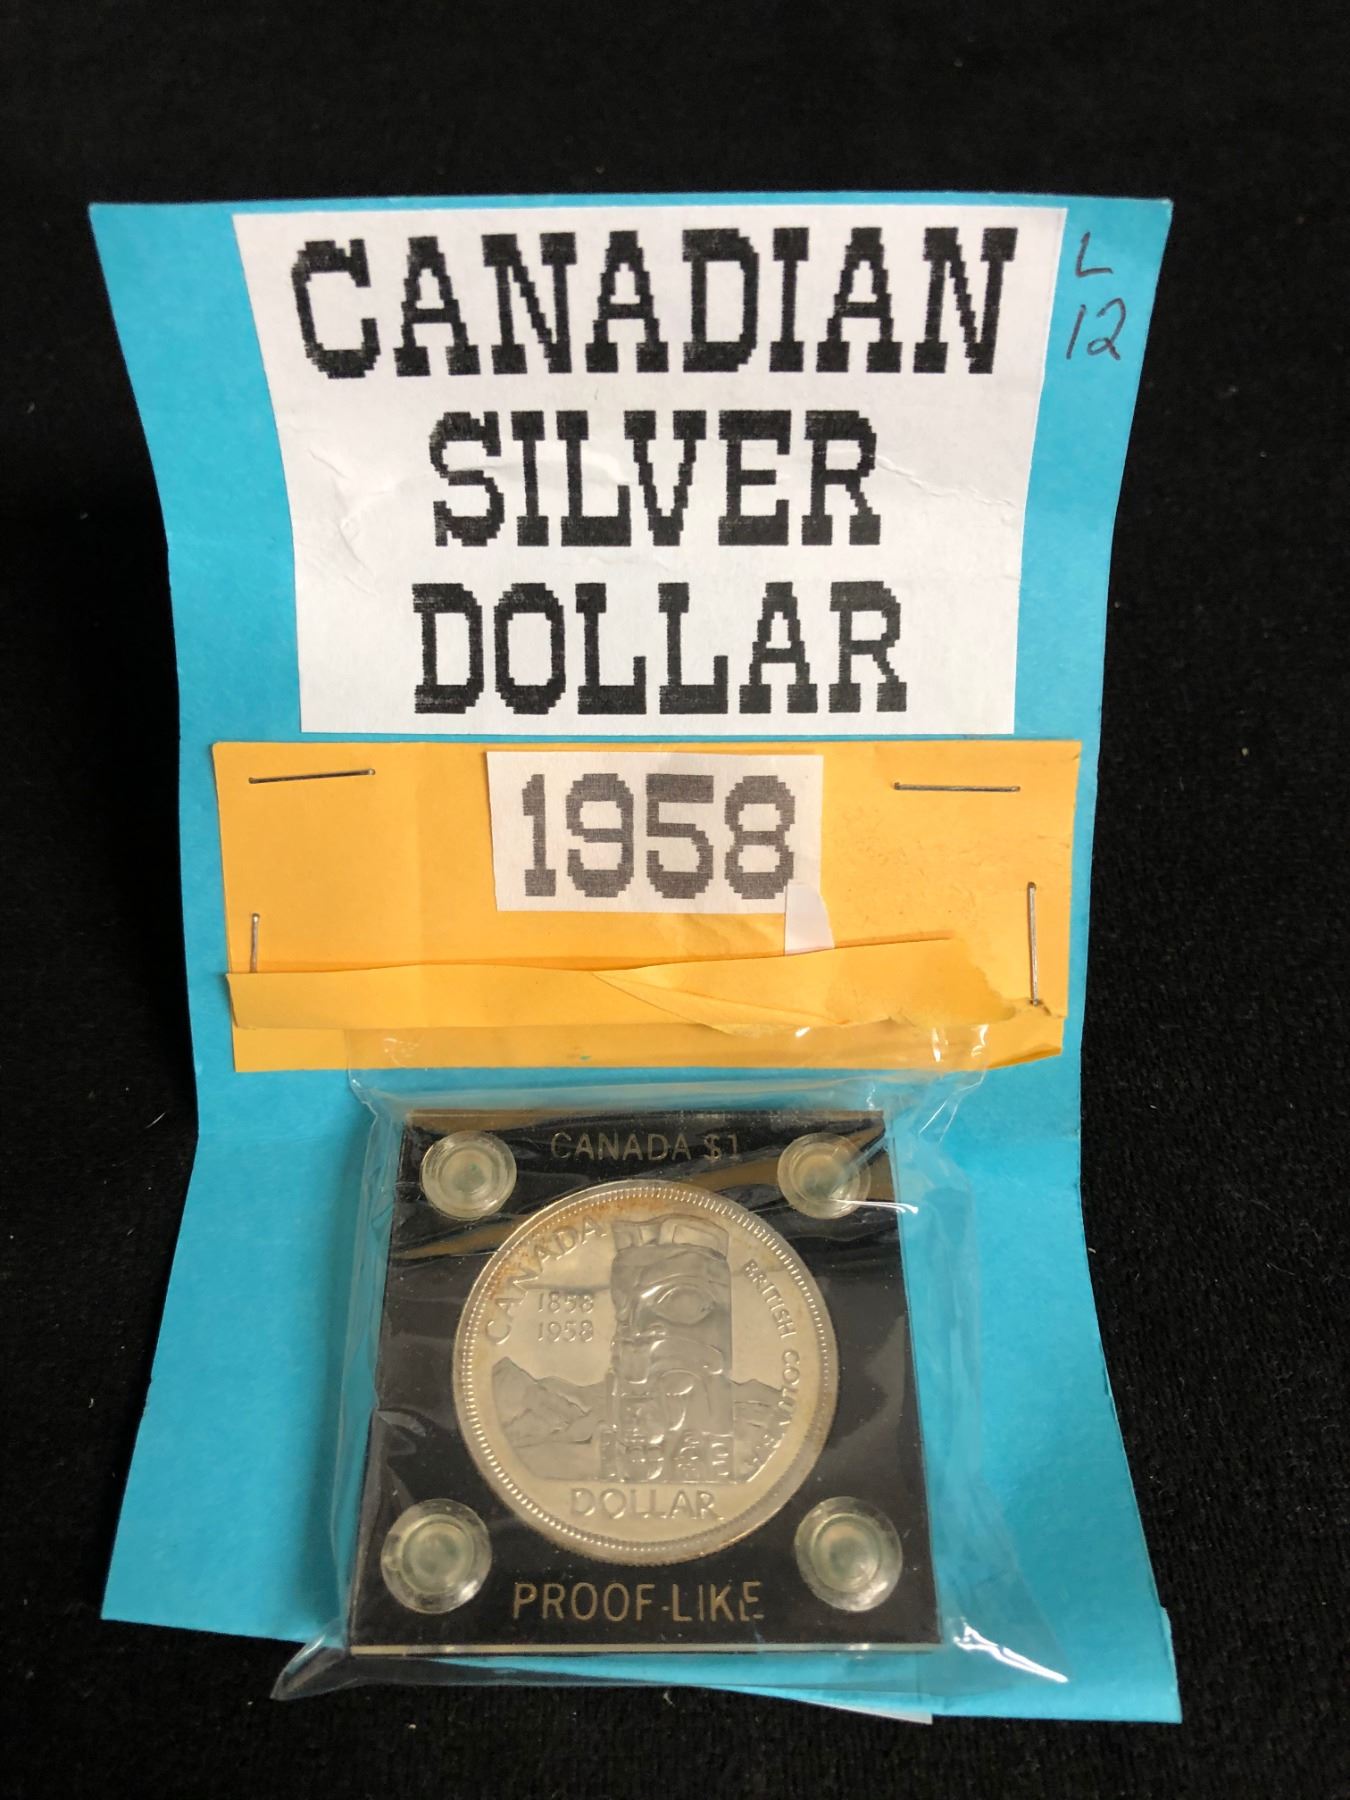 CANADIAN
SILVER
DOLLAR
L
12
1958
CANADA $1
CANADA
1858
1958
BRITISH COLUMBIA
DOLLAR
PROOF-LIKE